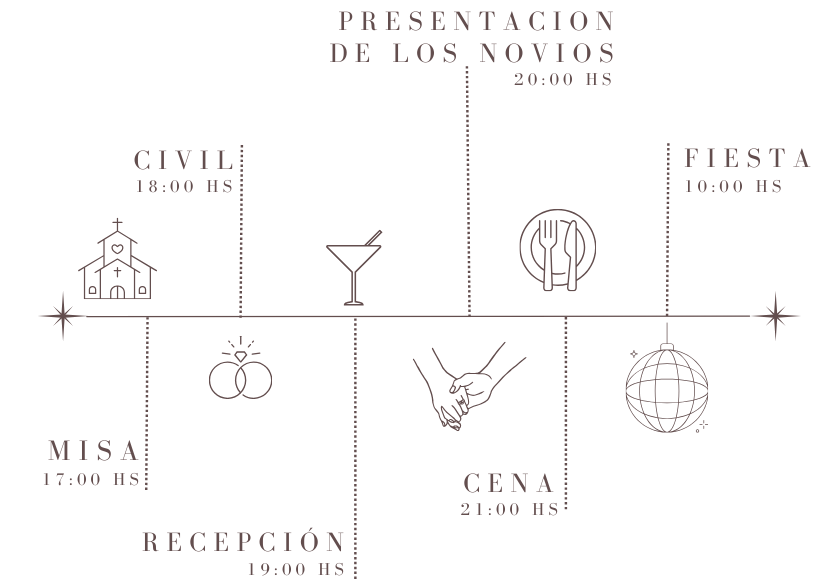 PRESENTACION
DE LOS NOVIOS
20:00 HS
CIVIL
18:00 HS
FIESTA
10:00 HS
MISA
17:00 HS
CENA
21:00 HS
RECEPCIÓN
19:00 HS